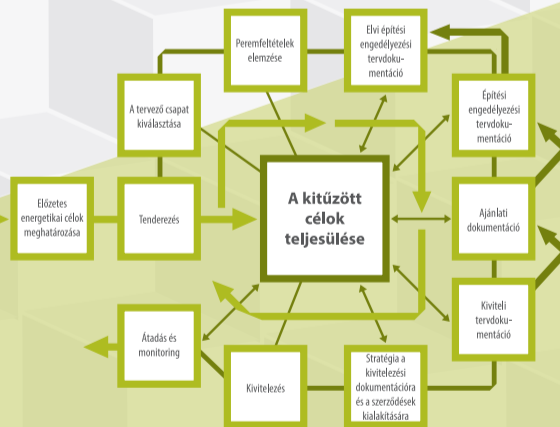 Peremfeltételek
elemzése
Elvi építési
engedélyezési
tervdoku-
mentáció
A tervező csapat
kiválasztása
Építési
engedélyezési
tervdoku-
mentáció
Előzetes
energetikai célok
meghatározása
Tenderezés
A kitűzött
célok
teljesülése
Ajánlati
dokumentáció
Kiviteli
tervdoku-
mentáció
Átadás és
monitoring
Kivitelezés
Stratégia a
kivitelezési
dokumentációra
és a szerződések
kialakítására